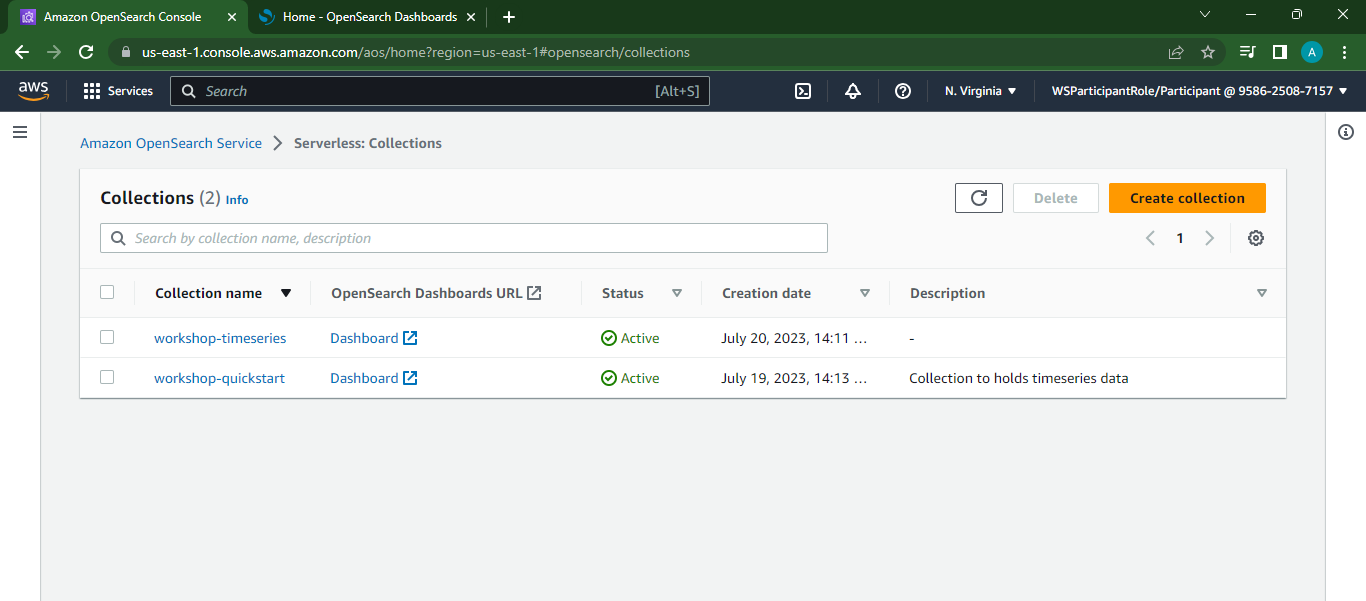 Amazon OpenSearch Console
Home - OpenSearch Dashboards
us-east-1.console.aws.amazon.com/aos/home?region=us-east-1#opensearch/collections
A
aws
Services
Search
[Alt+S]
N. Virginia
WSParticipantRole/Participant @ 9586-2508-7157
Amazon OpenSearch Service
Serverless: Collections
Collections (2) Info
Delete
Create collection
Search by collection name, description
1
Collection name OpenSearch Dashboards URL Status Creation date Description
workshop-timeseries Dashboard Active July 20, 2023, 14:11 ... -
workshop-quickstart Dashboard Active July 19, 2023, 14:13 ... Collection to holds timeseries data